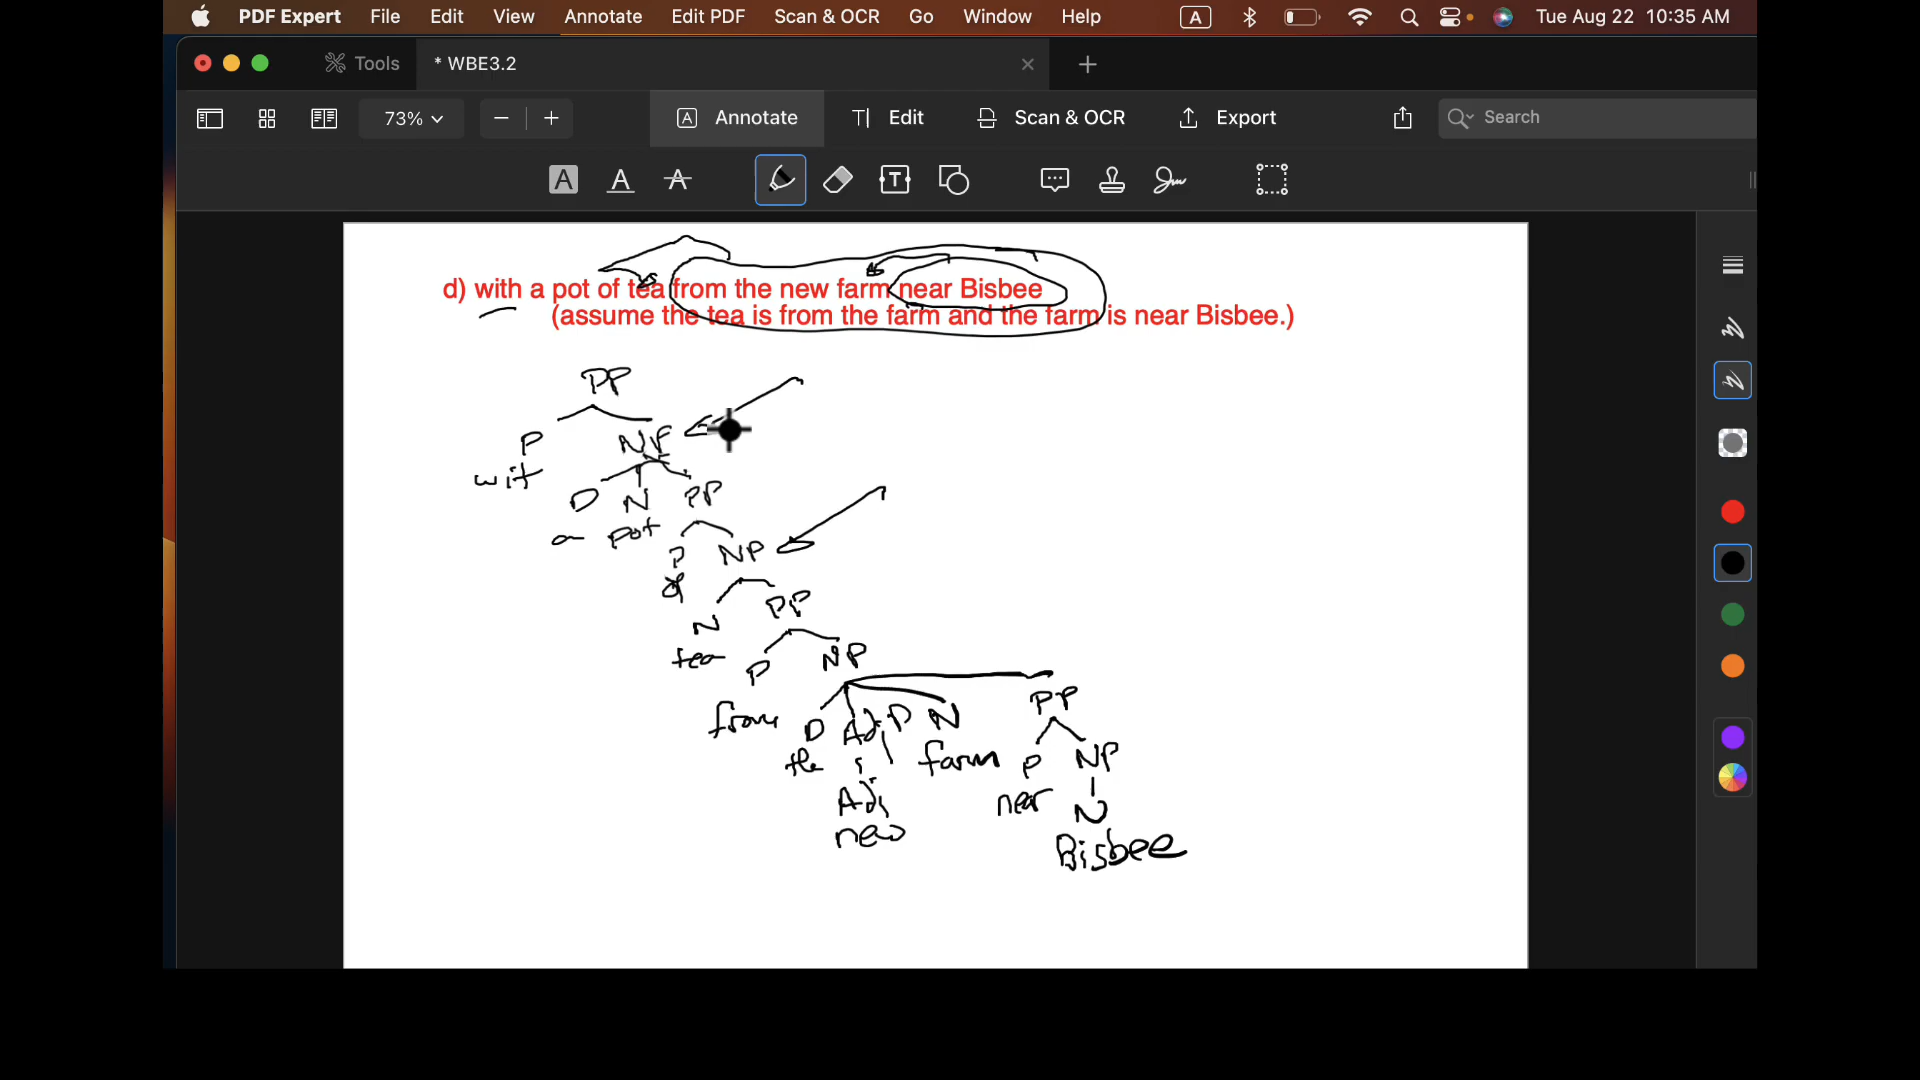 PDF Expert File Edit View Annotate Edit PDF Scan & OCR Go Window Help A Tue Aug 22 10:35 AM
Tools * WBE3.2
73% Annotate Edit Scan & OCR Export Search
A A A T
d) with a pot of tea from the new farm near Bisbee
(assume the tea is from the farm and the farm is near Bisbee.)
PP
P NP
wit
D N PP
a pot
P NP
of
N PP
tea
P NP
from
D AdjP N PP
the farm P NP
Adj near N
new
Bisbee